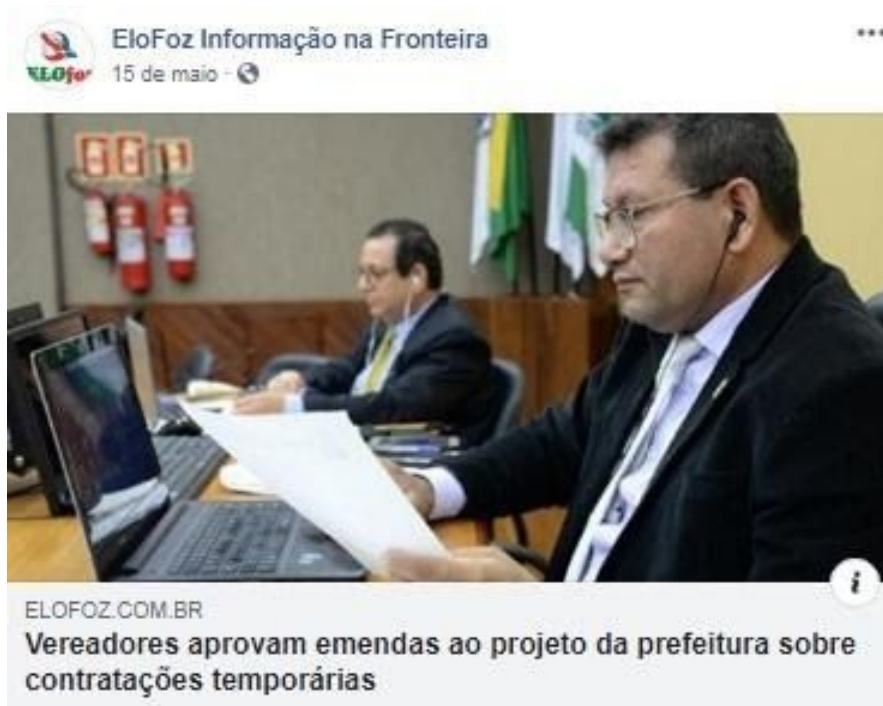 EloFoz Informação na Fronteira
ELOfoz
15 de maio
i
ELOFOZ.COM.BR
Vereadores aprovam emendas ao projeto da prefeitura sobre
contratações temporárias